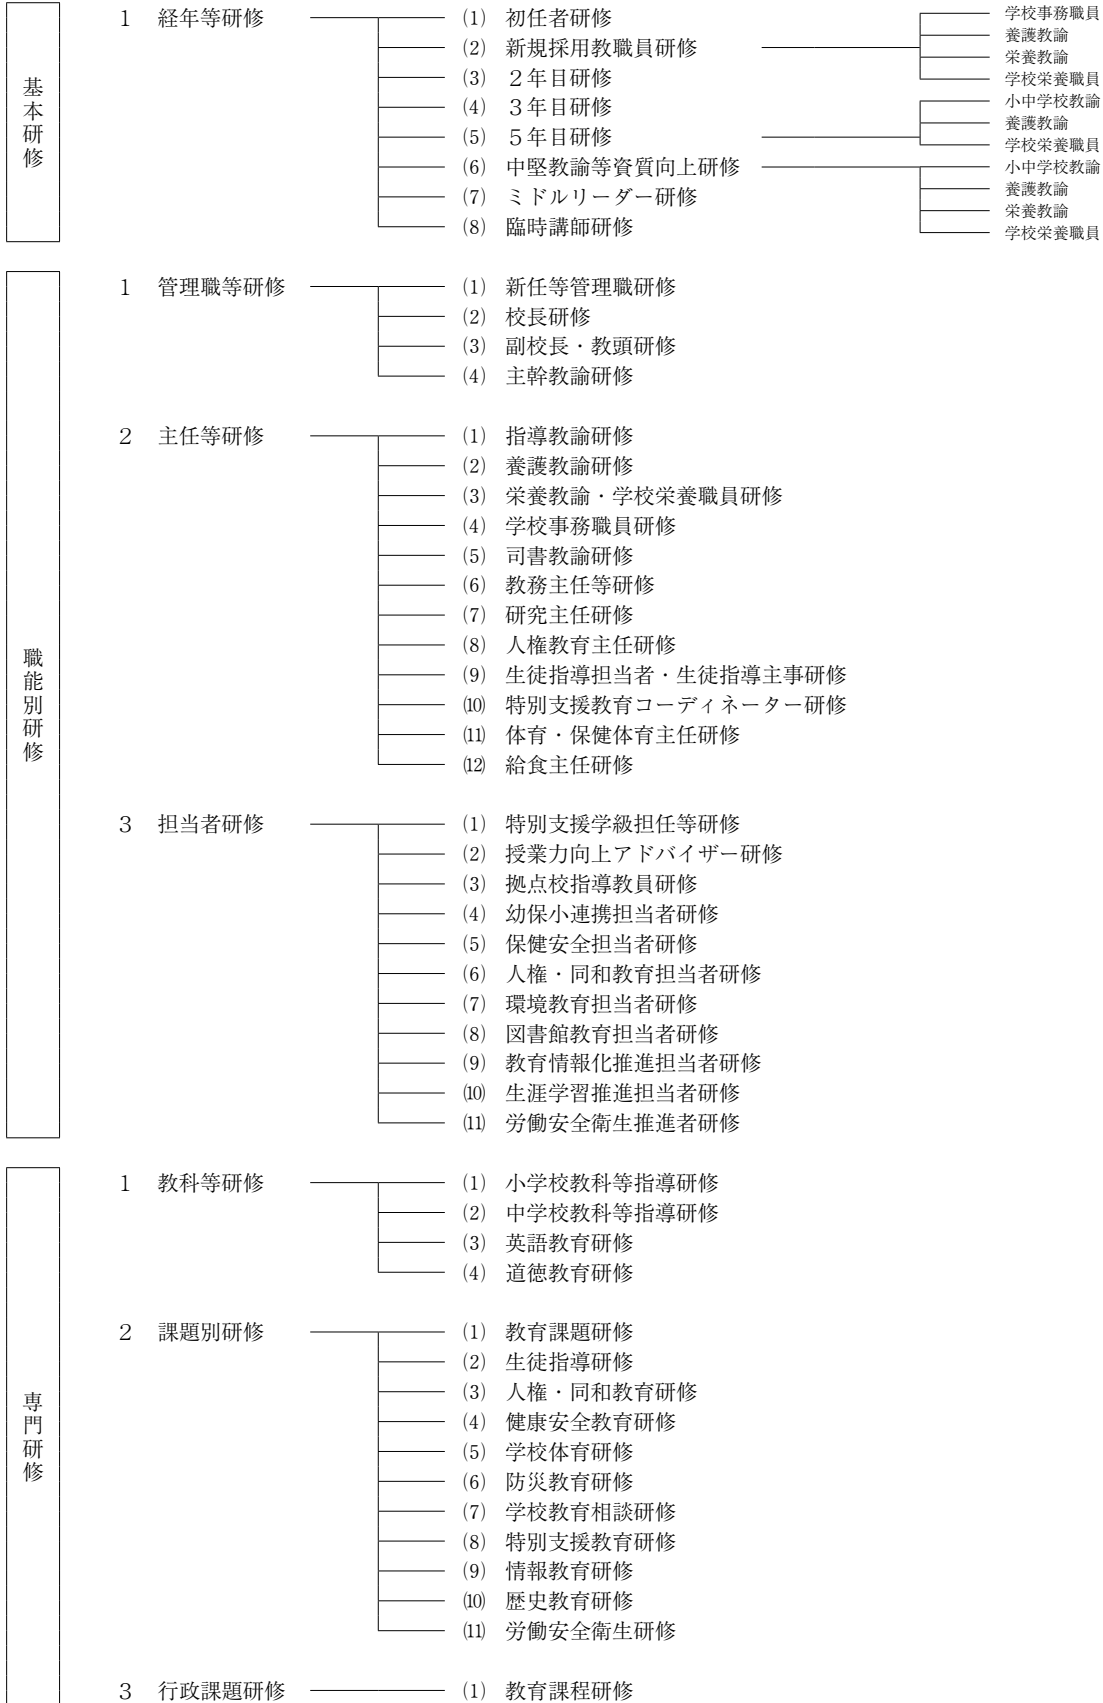 基本研修
1 経年等研修
(1) 初任者研修
(2) 新規採用教職員研修
学校事務職員
養護教諭
栄養教諭
学校栄養職員
(3) 2年目研修
(4) 3年目研修
(5) 5年目研修
小中学校教諭
養護教諭
学校栄養職員
(6) 中堅教諭等資質向上研修
小中学校教諭
養護教諭
栄養教諭
学校栄養職員
(7) ミドルリーダー研修
(8) 臨時講師研修
職能別研修
1 管理職等研修
(1) 新任等管理職研修
(2) 校長研修
(3) 副校長・教頭研修
(4) 主幹教諭研修
2 主任等研修
(1) 指導教諭研修
(2) 養護教諭研修
(3) 栄養教諭・学校栄養職員研修
(4) 学校事務職員研修
(5) 司書教諭研修
(6) 教務主任等研修
(7) 研究主任研修
(8) 人権教育主任研修
(9) 生徒指導担当者・生徒指導主事研修
(10) 特別支援教育コーディネーター研修
(11) 体育・保健体育主任研修
(12) 給食主任研修
3 担当者研修
(1) 特別支援学級担任等研修
(2) 授業力向上アドバイザー研修
(3) 拠点校指導教員研修
(4) 幼保小連携担当者研修
(5) 保健安全担当者研修
(6) 人権・同和教育担当者研修
(7) 環境教育担当者研修
(8) 図書館教育担当者研修
(9) 教育情報化推進担当者研修
(10) 生涯学習推進担当者研修
(11) 労働安全衛生推進者研修
専門研修
1 教科等研修
(1) 小学校教科等指導研修
(2) 中学校教科等指導研修
(3) 英語教育研修
(4) 道徳教育研修
2 課題別研修
(1) 教育課題研修
(2) 生徒指導研修
(3) 人権・同和教育研修
(4) 健康安全教育研修
(5) 学校体育研修
(6) 防災教育研修
(7) 学校教育相談研修
(8) 特別支援教育研修
(9) 情報教育研修
(10) 歴史教育研修
(11) 労働安全衛生研修
3 行政課題研修
(1) 教育課程研修